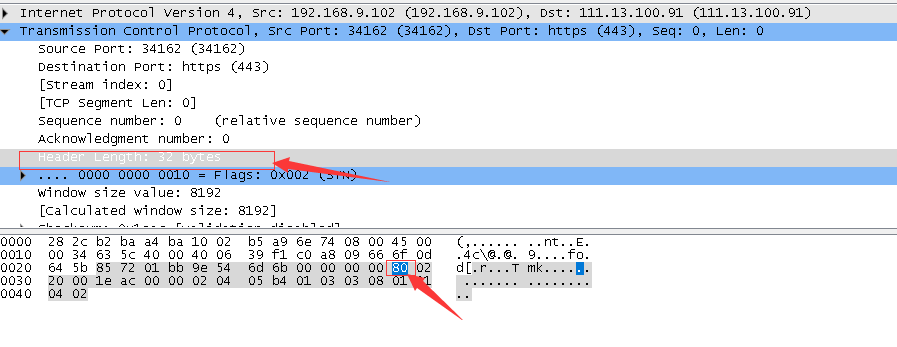 Internet Protocol Version 4, Src: 192.168.9.102 (192.168.9.102), Dst: 111.13.100.91 (111.13.100.91)
Transmission Control Protocol, Src Port: 34162 (34162), Dst Port: https (443), Seq: 0, Len: 0
Source Port: 34162 (34162)
Destination Port: https (443)
[Stream index: 0]
[TCP Segment Len: 0]
Sequence number: 0 (relative sequence number)
Acknowledgment number: 0
Header Length: 32 bytes
.... 0000 0000 0010 = Flags: 0x002 (SYN)
Window size value: 8192
[Calculated window size: 8192]
0000 28 2c b2 ba a4 ba 10 02 b5 a9 6e 74 08 00 45 00 (,...... ..nt..E.
0010 00 34 63 5c 40 00 40 06 39 f1 c0 a8 09 66 6f 0d .4c\@.@. 9....fo.
0020 64 5b 85 72 01 bb 9e 54 6d 6b 00 00 00 00 80 02 d[.r...T mk......
0030 20 00 1e ac 00 00 02 04 05 b4 01 03 03 08 01 01 ....... ........
0040 04 02 ..